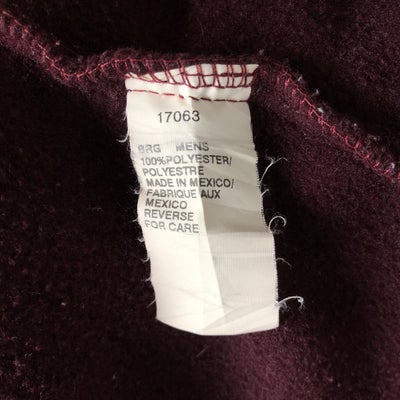 17063
BRG MENS
100%POLYESTER/
POLYESTRE
MADE IN MEXICO/
FABRIQUE AUX
MEXICO
REVERSE
FOR CARE